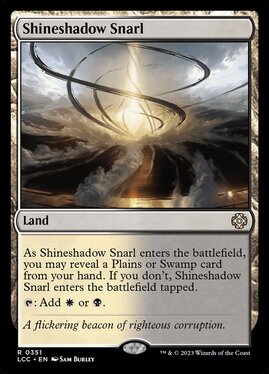 Shineshadow Snarl
Land
As Shineshadow Snarl enters the battlefield,
you may reveal a Plains or Swamp card
from your hand. If you don't, Shineshadow
Snarl enters the battlefield tapped.
: Add or .
A flickering beacon of righteous corruption.
R 0351
LCC • EN SAM BURLEY
™ & © 2023 Wizards of the Coast